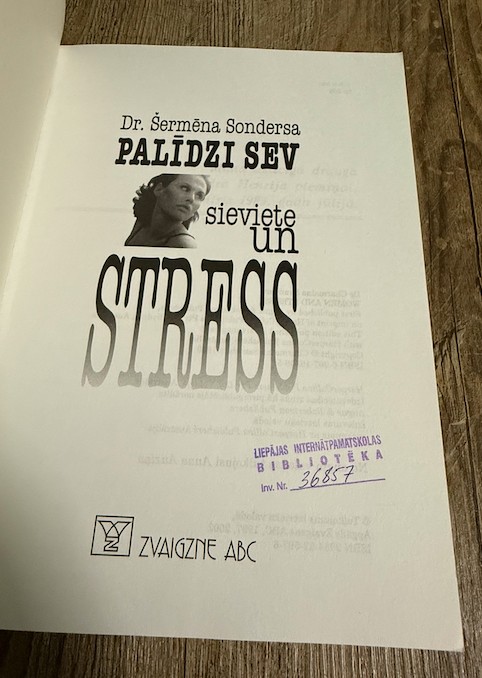 Dr. Šermēna Sondersa
PALĪDZI SEV
sieviete
un
STRESS
LIEPĀJAS INTERNĀTPAMATSKOLAS
BIBLIOTĒKA
Inv. Nr. 36857
ZVAIGZNE ABC